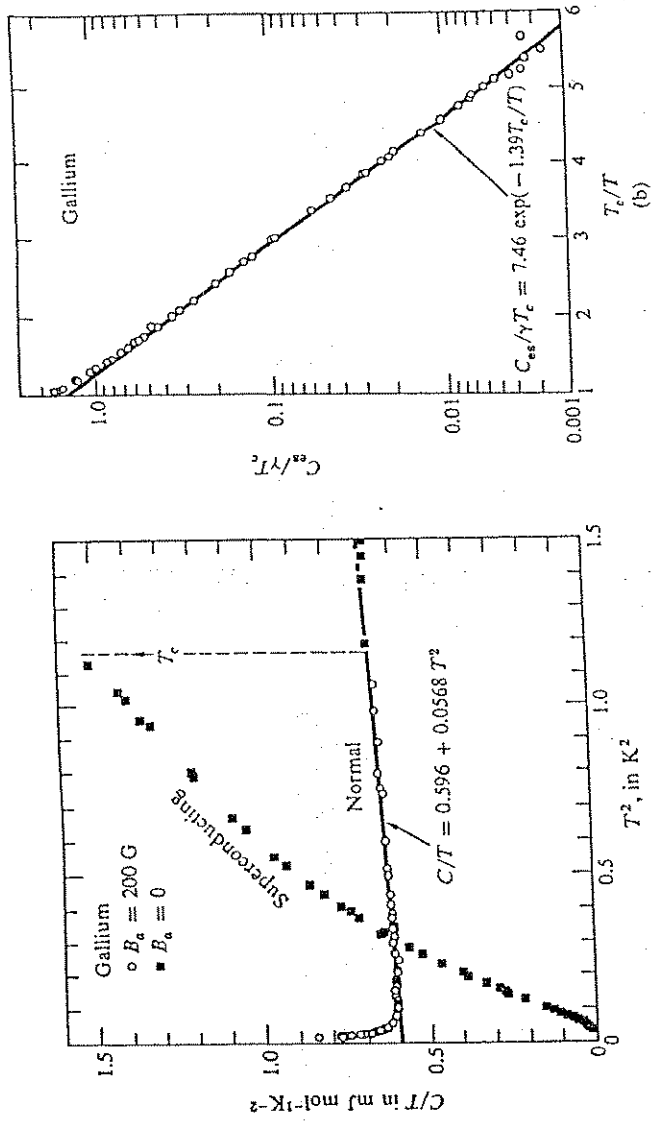 Gallium
○ Bₐ = 200 G
■ Bₐ = 0
Superconducting
Normal
T_c
C/T = 0.596 + 0.0568 T²
C/T in mJ mol⁻¹K⁻²
1.5
1.0
0.5
0
0
0.5
1.0
1.5
T², in K²
Gallium
C_es/γT_c = 7.46 exp(−1.39T_c/T)
C_es/γT_c
1.0
0.1
0.01
0.001
1
2
3
4
5
6
T_c/T
(b)